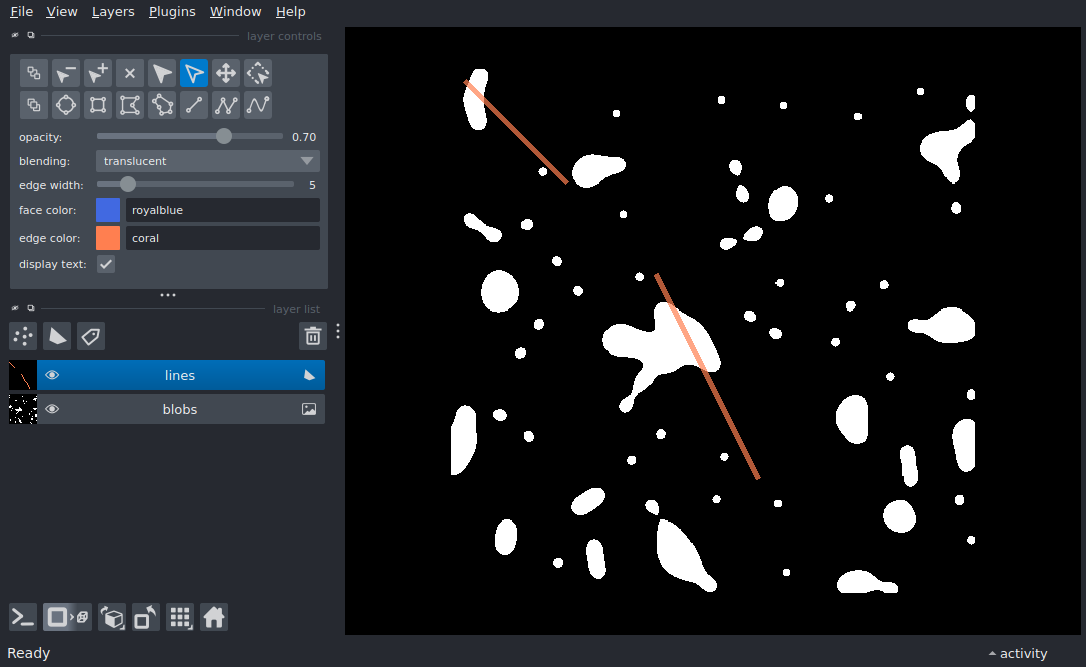 File View Layers Plugins Window Help
layer controls
opacity: 0.70
blending: translucent
edge width: 5
face color: royalblue
edge color: coral
display text:
layer list
lines
blobs
Ready
activity